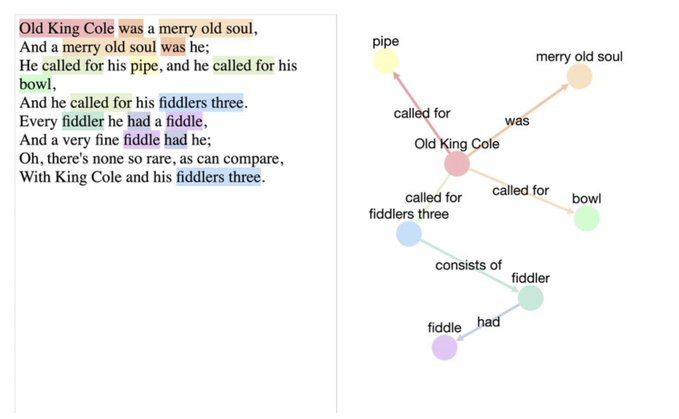 Old King Cole was a merry old soul,
And a merry old soul was he;
He called for his pipe, and he called for his
bowl,
And he called for his fiddlers three.
Every fiddler he had a fiddle,
And a very fine fiddle had he;
Oh, there's none so rare, as can compare,
With King Cole and his fiddlers three.
pipe
merry old soul
called for
was
Old King Cole
called for
called for
bowl
fiddlers three
consists of
fiddler
had
fiddle